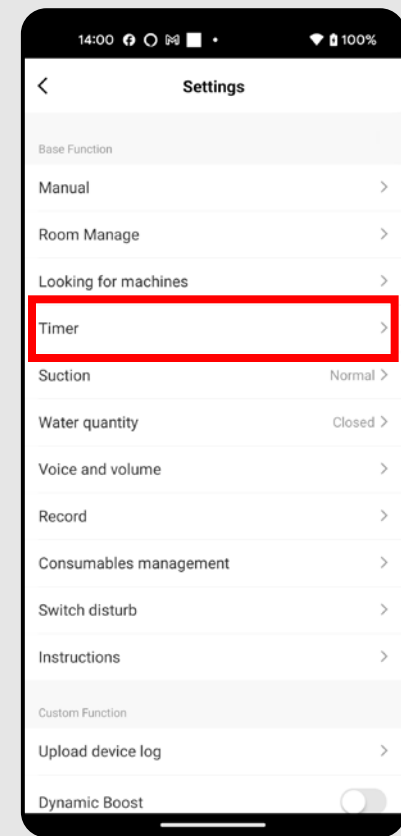 14:00 100%
Settings
Base Function
Manual
Room Manage
Looking for machines
Timer
Suction Normal
Water quantity Closed
Voice and volume
Record
Consumables management
Switch disturb
Instructions
Custom Function
Upload device log
Dynamic Boost